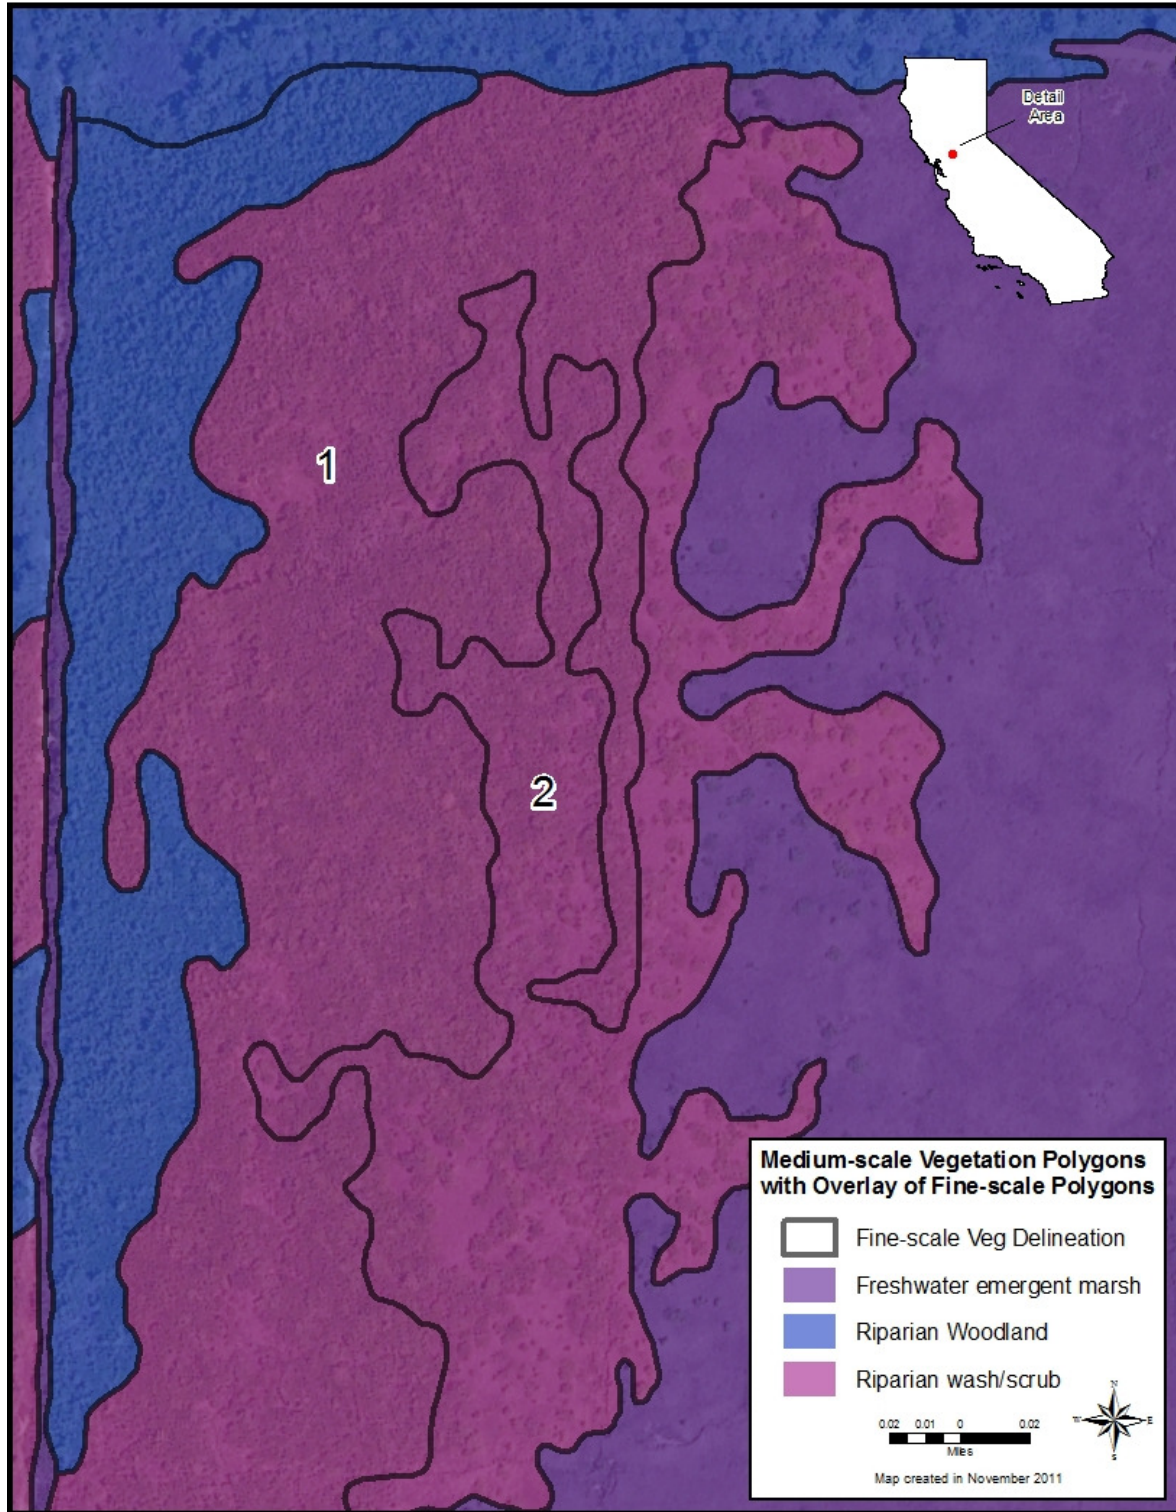 Detail
Area
1
2
Medium-scale Vegetation Polygons
with Overlay of Fine-scale Polygons
Fine-scale Veg Delineation
Freshwater emergent marsh
Riparian Woodland
Riparian wash/scrub
N
W E
S
0.02 0.01 0 0.02
Miles
Map created in November 2011